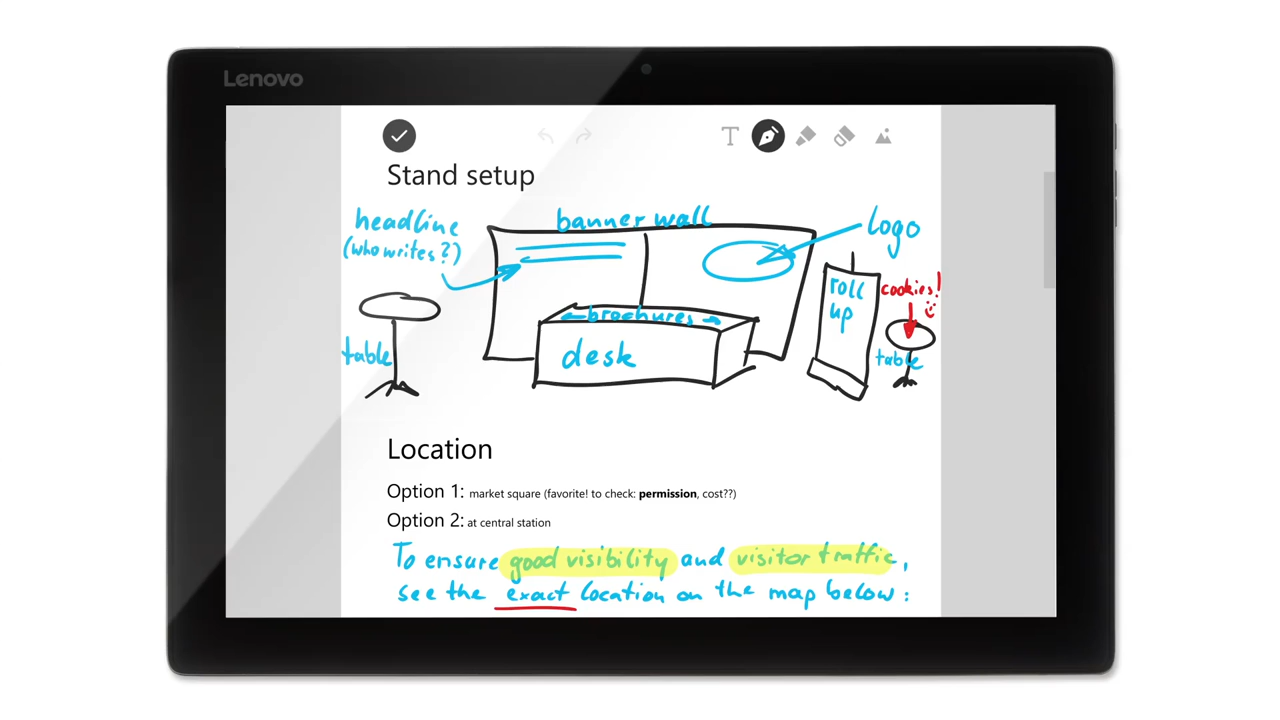 Lenovo
T
Stand setup
headline
(who writes?)
banner wall
logo
roll
up
cookies!
brochures
table
desk
table
Location
Option 1: market square (favorite! to check: permission, cost??)
Option 2: at central station
To ensure good visibility and visitor traffic,
see the exact location on the map below: